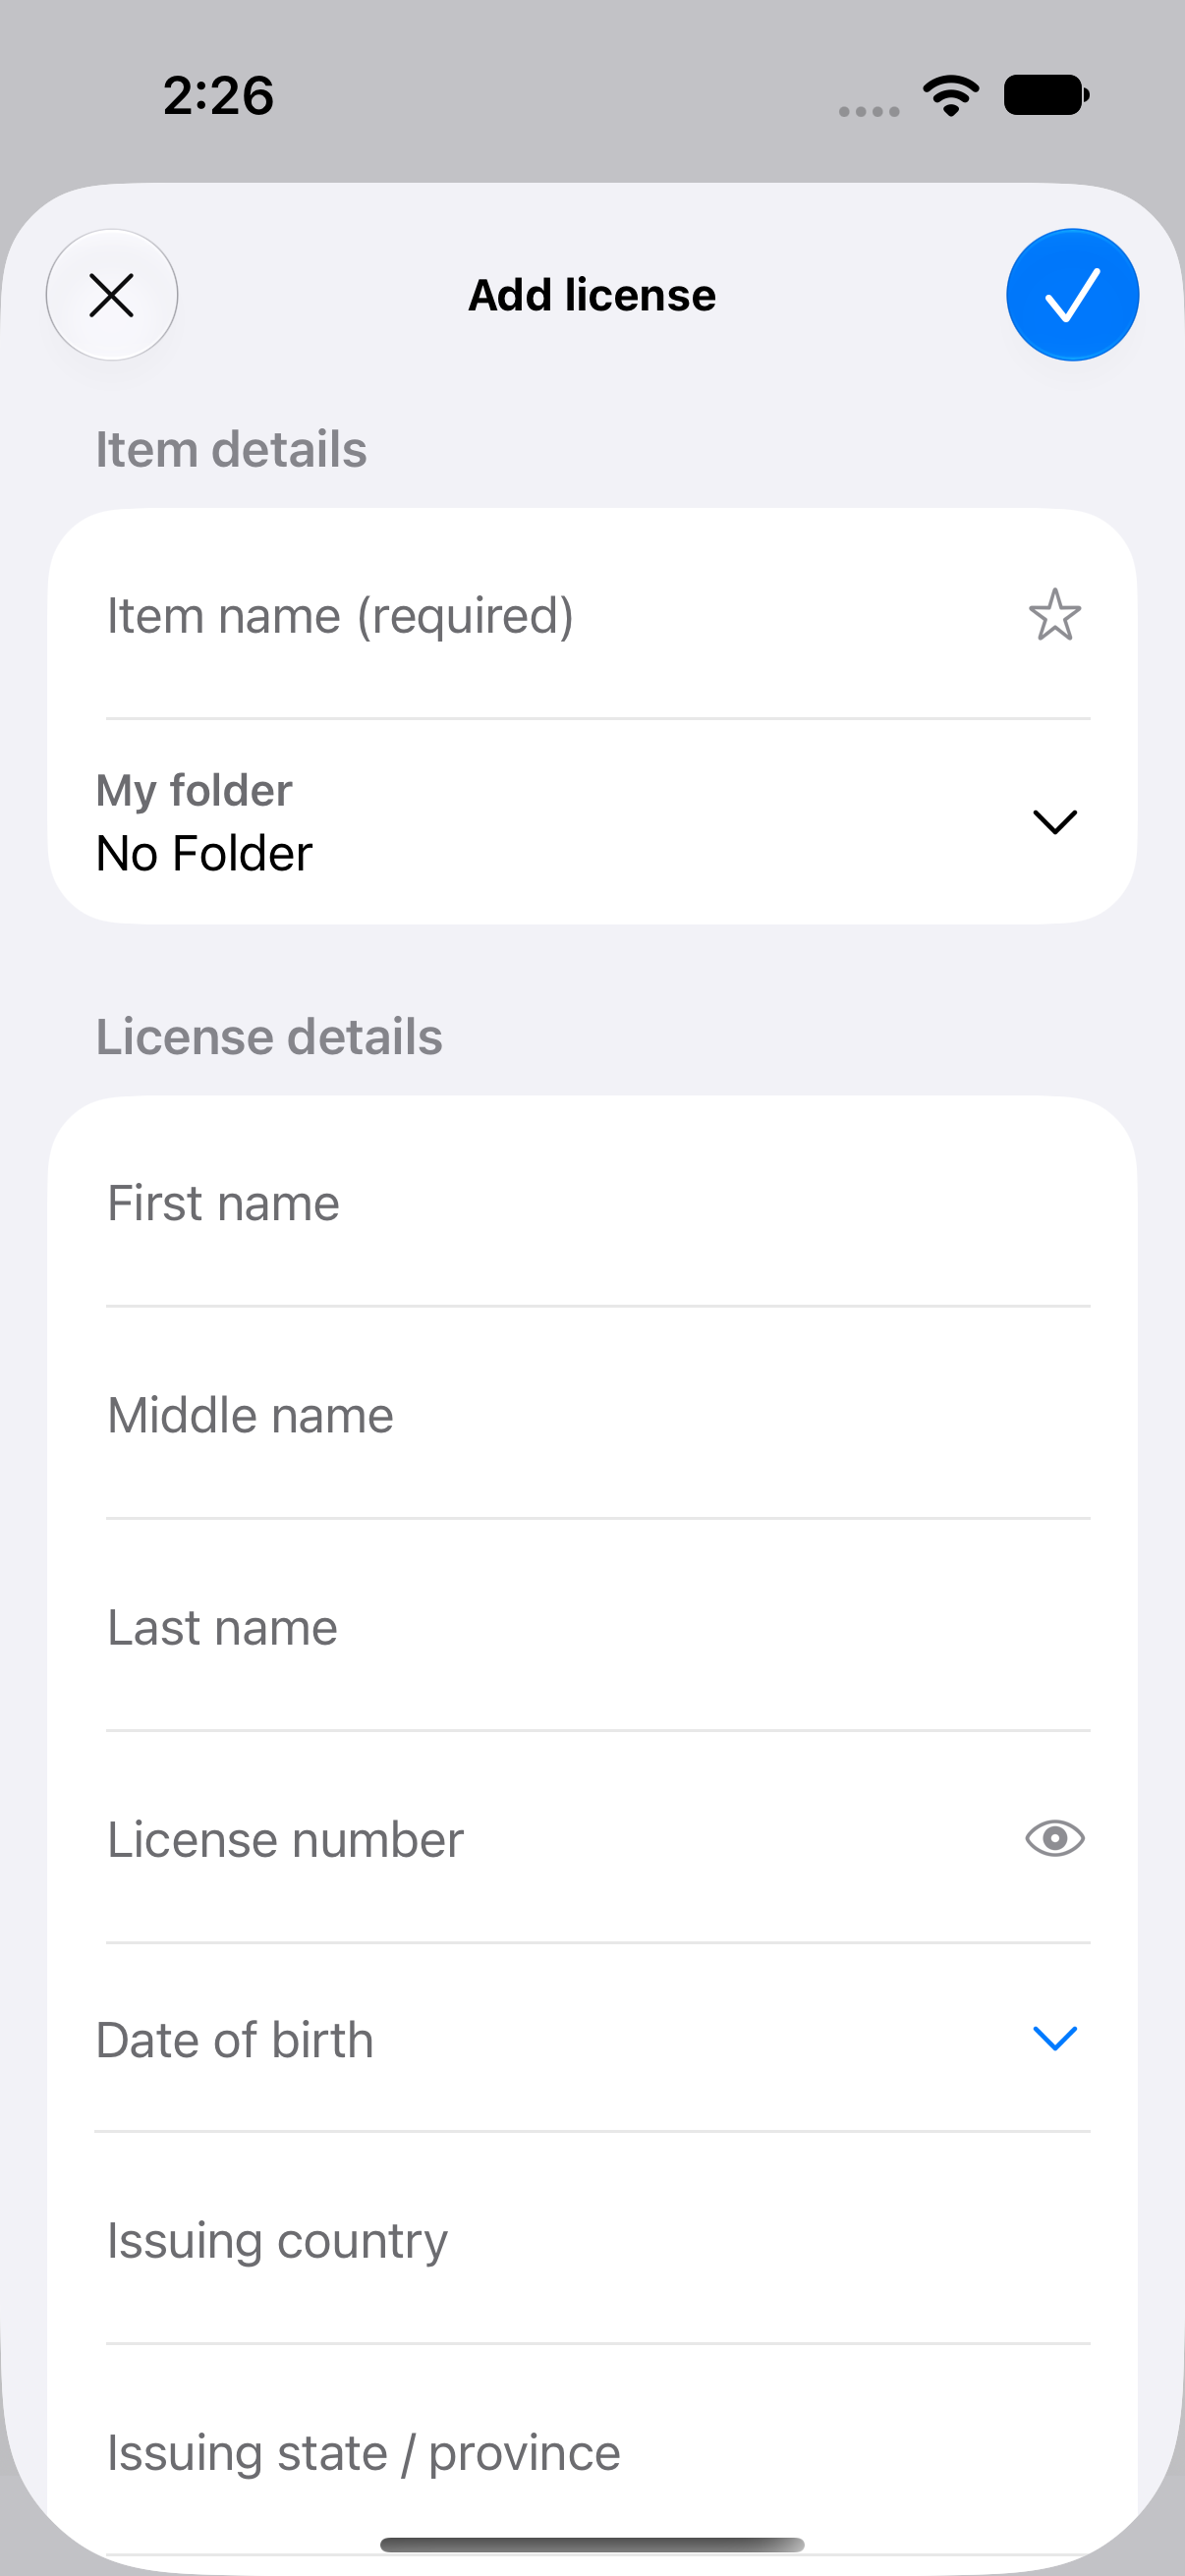 2:26
Add license
Item details
Item name (required)
My folder
No Folder
License details
First name
Middle name
Last name
License number
Date of birth
Issuing country
Issuing state / province